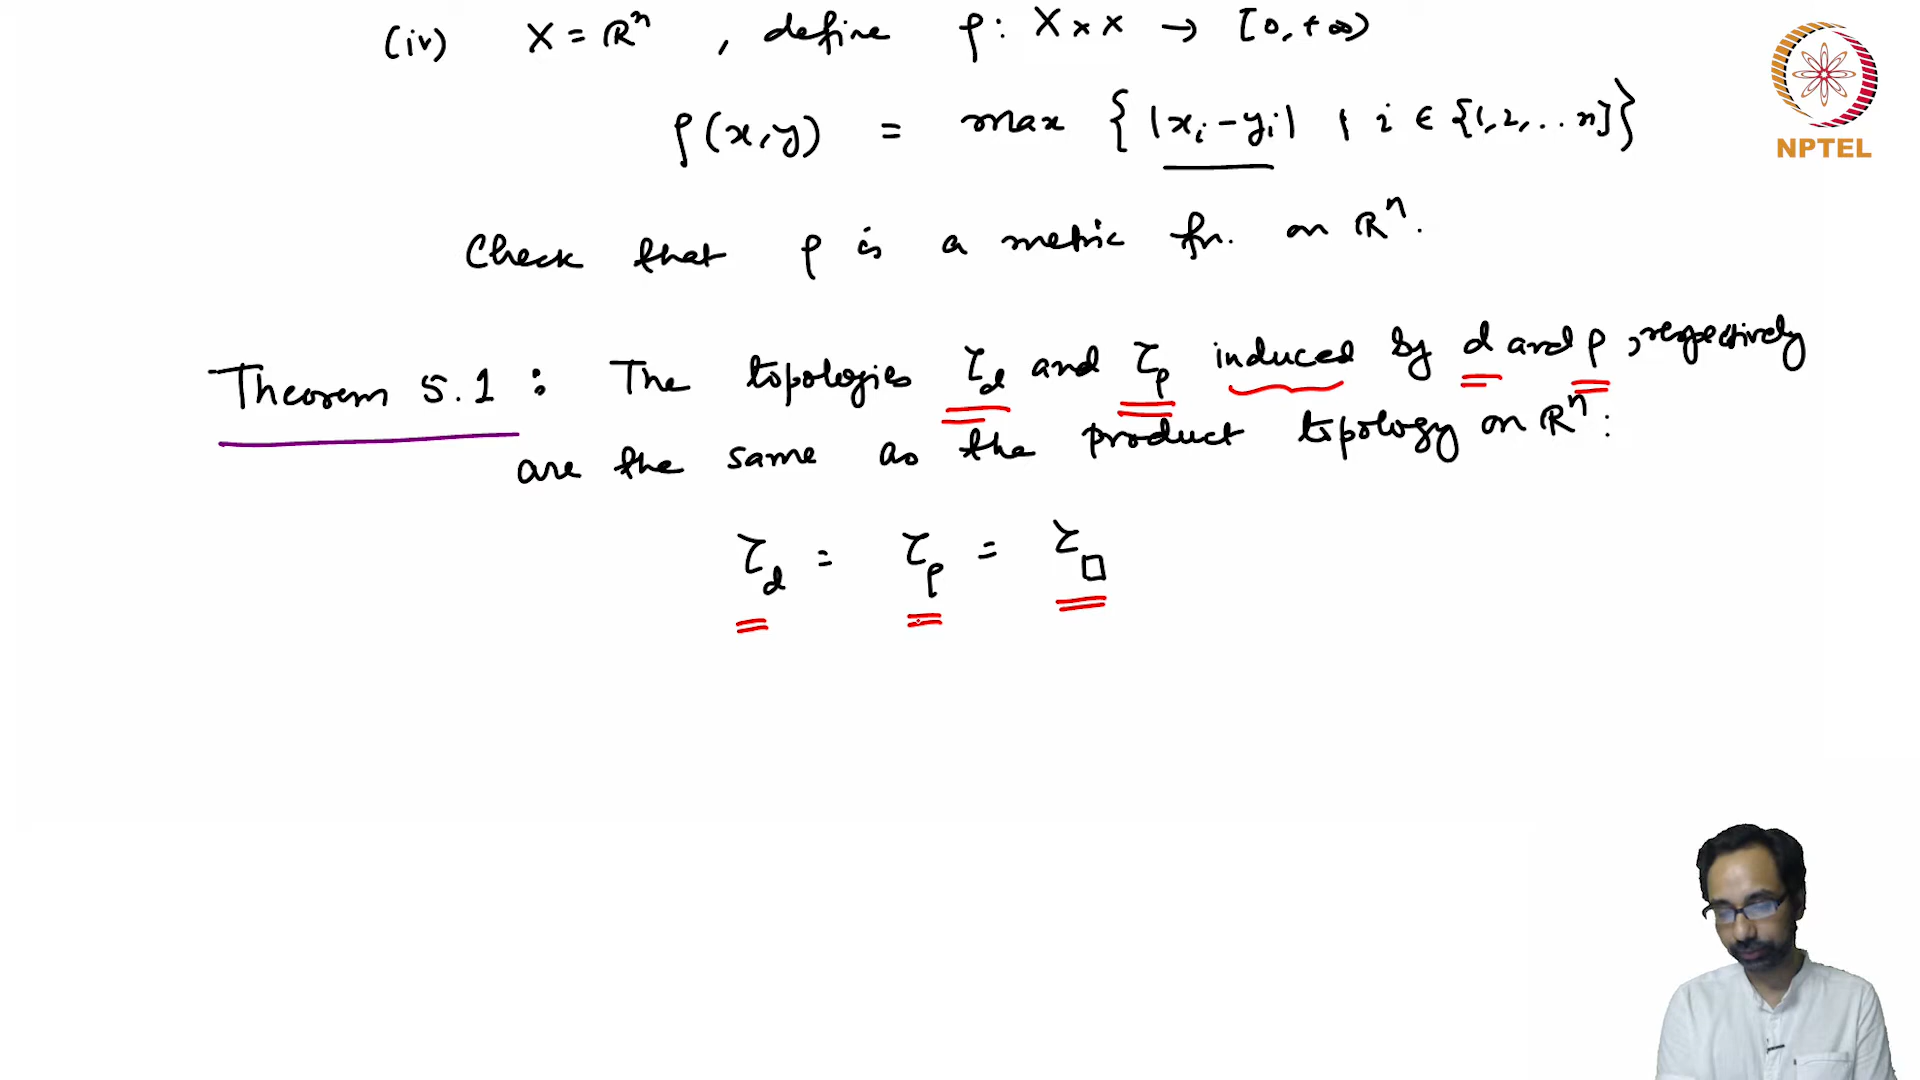 (iv) X = ℝⁿ , define ρ : X × X → [0, +∞)
ρ(x,y) = max { |xᵢ - yᵢ| | i ∈ {1,2,..n} }
NPTEL
Check that ρ is a metric fn. on ℝⁿ.
Theorem 5.1 : The topologies τ_d and τ_ρ induced by d and ρ, respectively
are the same as the product topology on ℝⁿ :
τ_d = τ_ρ = τ_□